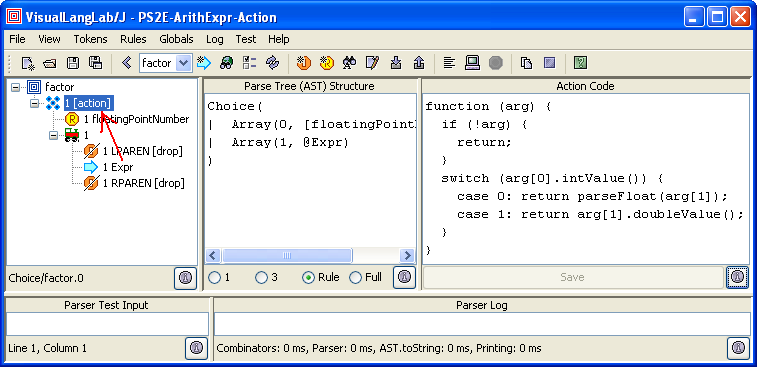 VisualLangLab/J - PS2E-ArithExpr-Action
File View Tokens Rules Globals Log Test Help
factor
factor
1 [action]
1 floatingPointNumber
1
1 LPAREN [drop]
1 Expr
1 RPAREN [drop]
Choice/factor.0
Parse Tree (AST) Structure
Choice(
| Array(0, [floatingPointN
| Array(1, @Expr)
)
1 3 Rule Full
Action Code
function (arg) {
if (!arg) {
return;
}
switch (arg[0].intValue()) {
case 0: return parseFloat(arg[1]);
case 1: return arg[1].doubleValue();
}
}
Save
Parser Test Input
Line 1, Column 1
Parser Log
Combinators: 0 ms, Parser: 0 ms, AST.toString: 0 ms, Printing: 0 ms